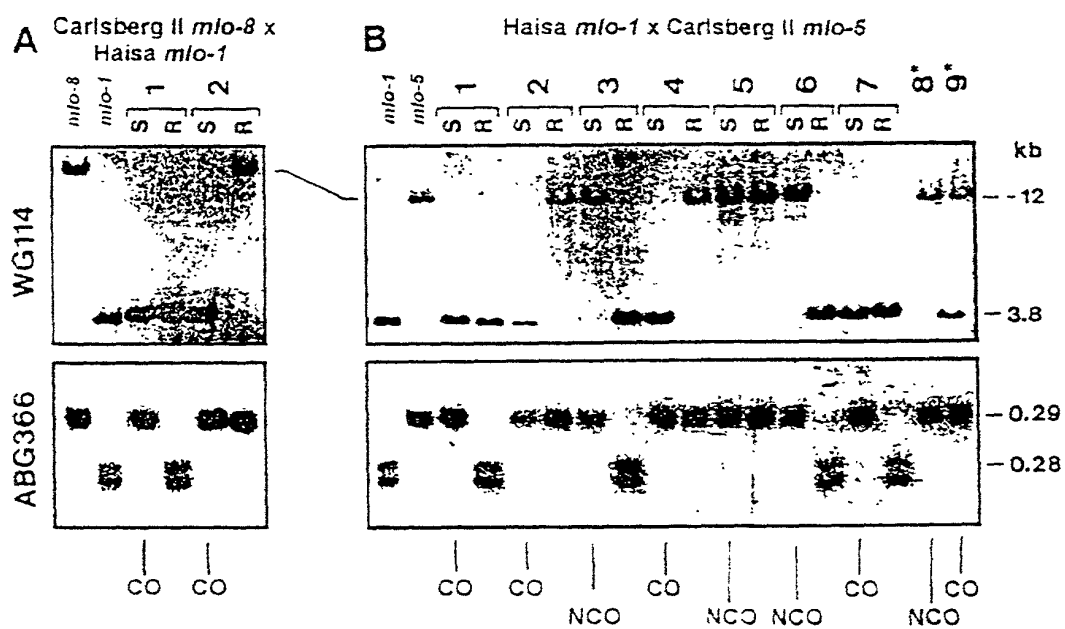 A
Carlsberg II mlo-8 x
Haisa mlo-1
B
Haisa mlo-1 x Carlsberg II mlo-5
mlo-8
mlo-1
1
2
S
R
S
R
mlo-1
mlo-5
1
2
3
4
5
6
7
8*
9*
S
R
S
R
S
R
S
R
S
R
S
R
S
R
kb
WG114
12
3.8
ABG366
0.29
0.28
CO
CO
CO
CO
NCO
CO
NCO
NCO
CO
NCO
CO